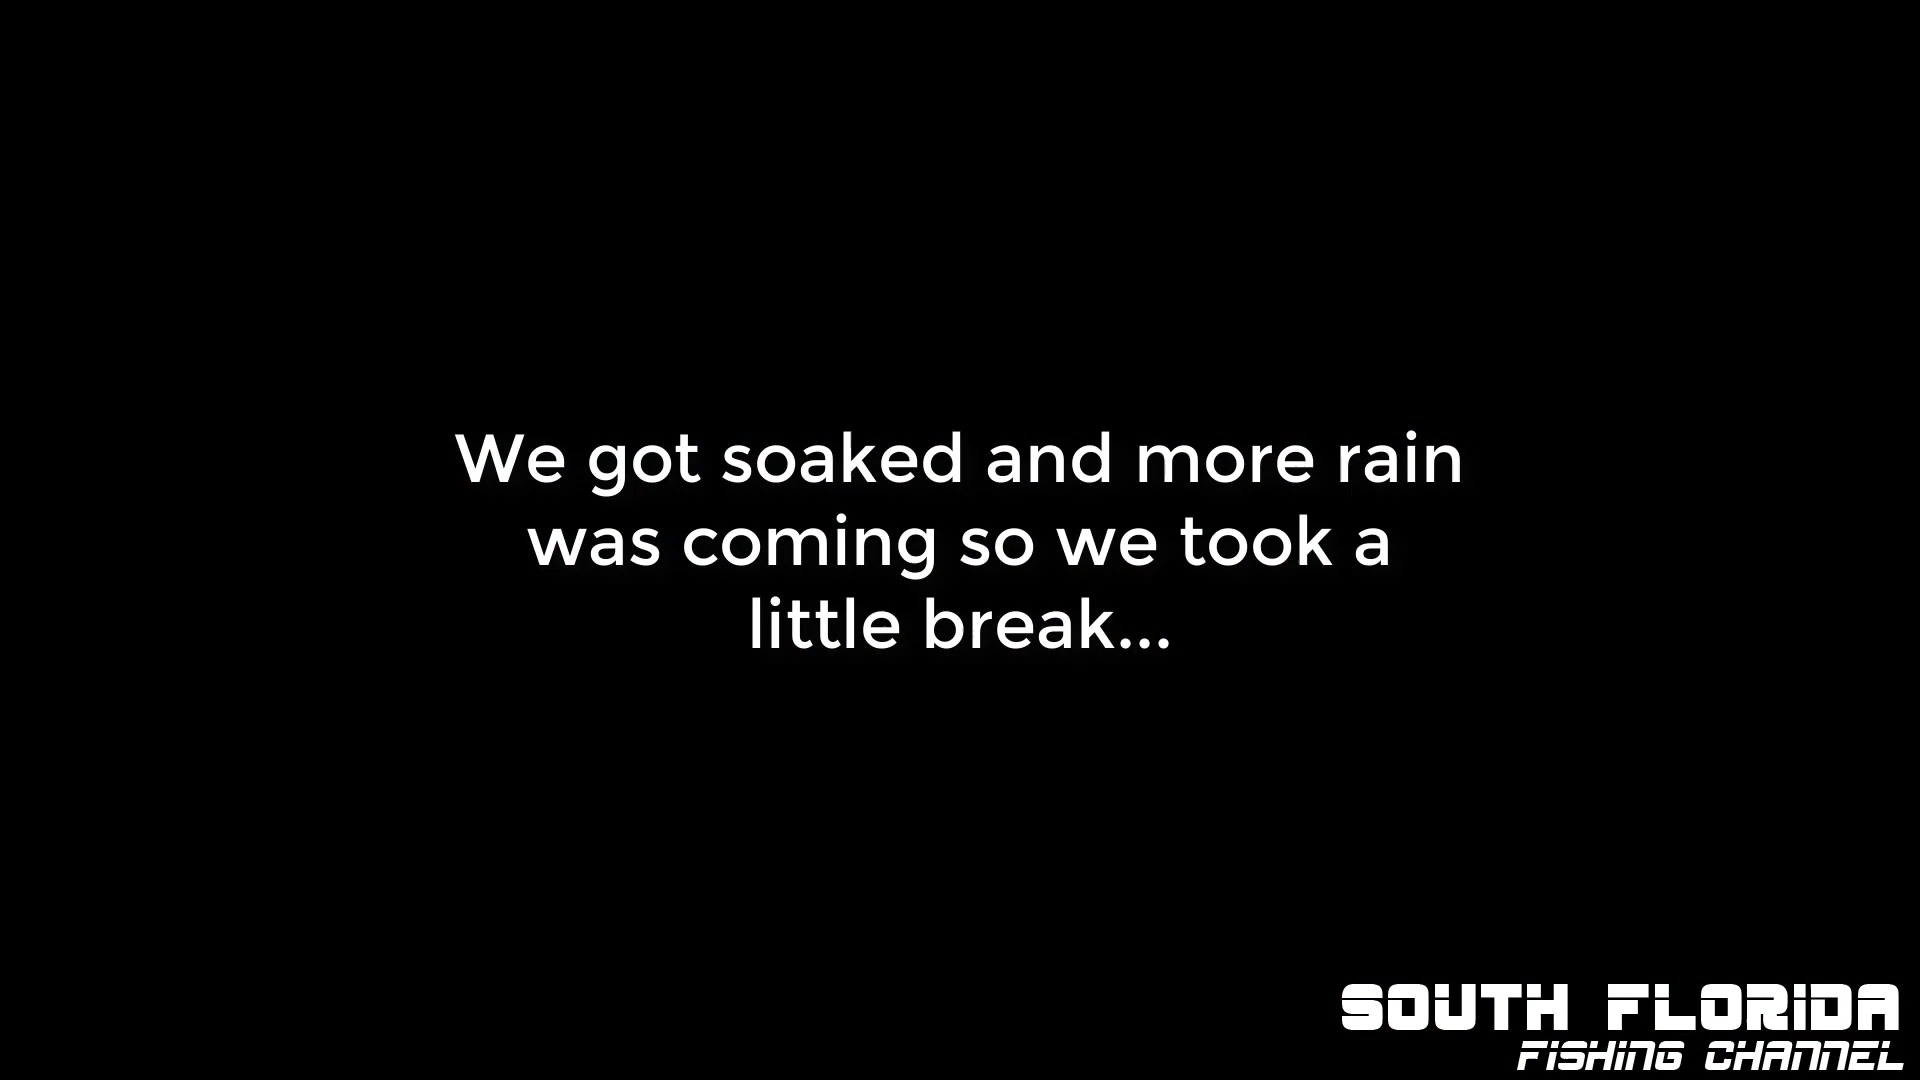 We got soaked and more rain
was coming so we took a
little break...
SOUTH FLORIDA
FISHING CHANNEL